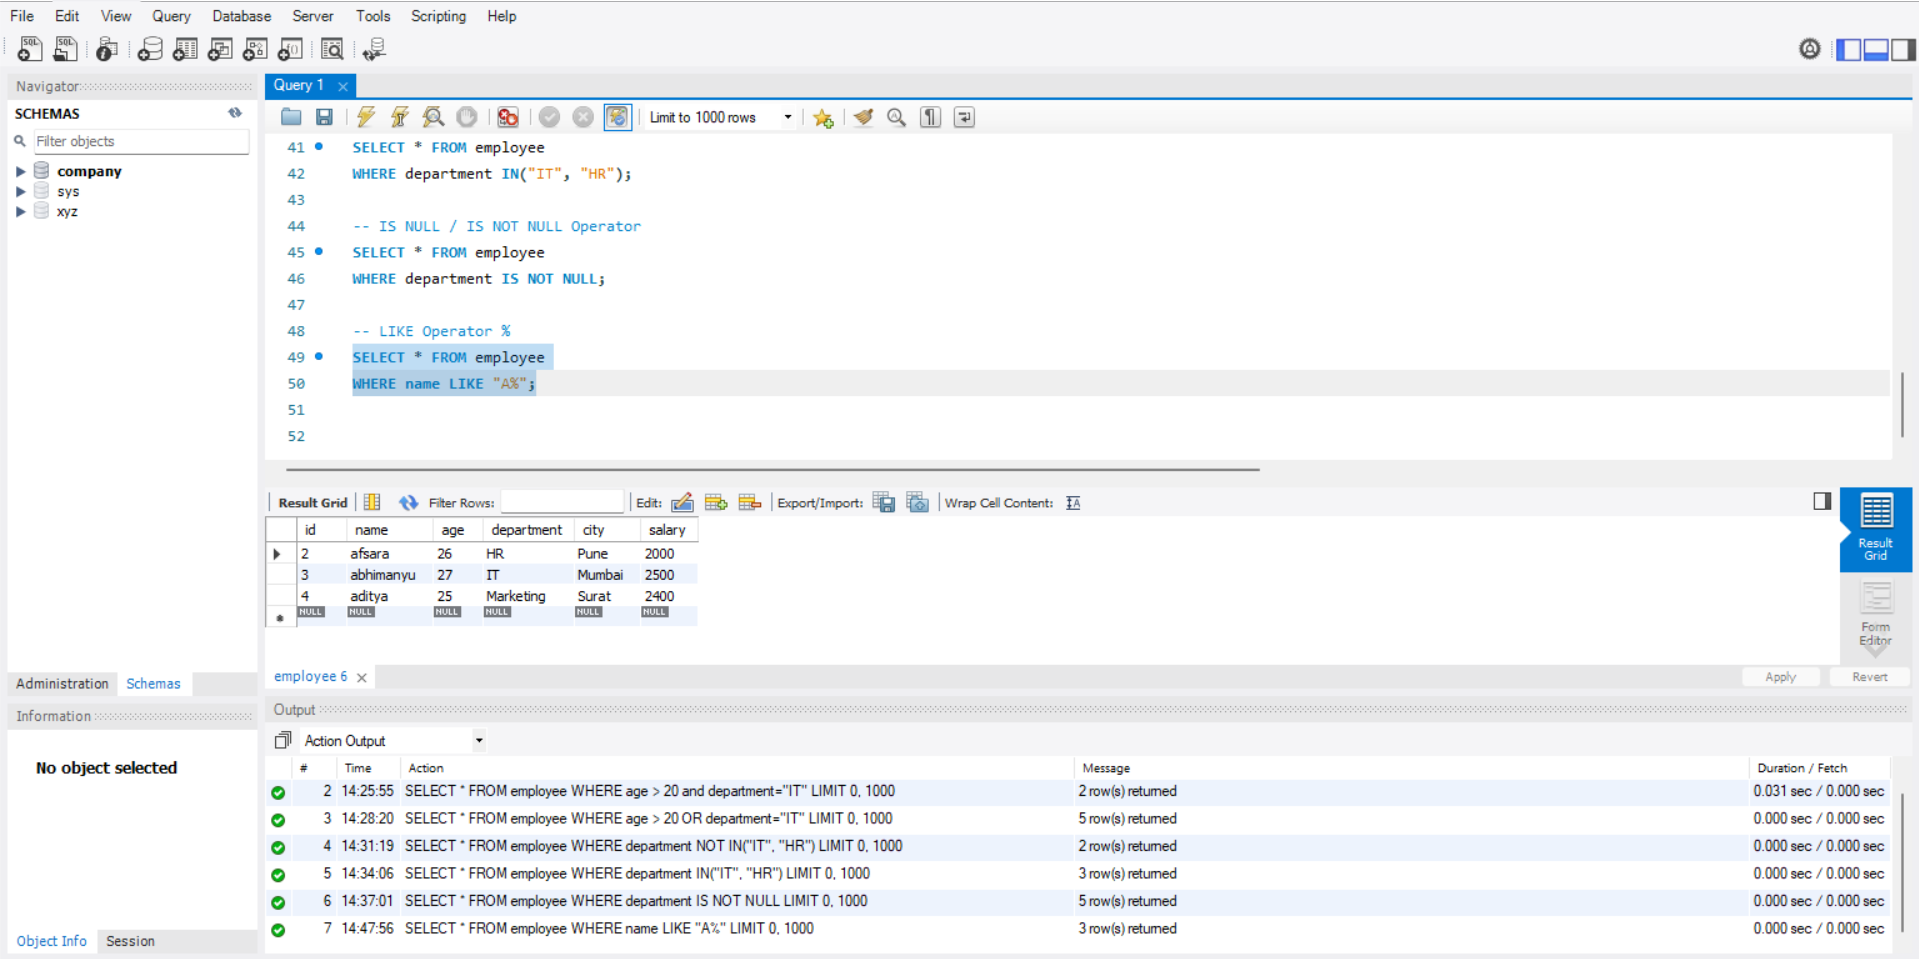 File Edit View Query Database Server Tools Scripting Help
Navigator
SCHEMAS
Filter objects
company
sys
xyz
Administration Schemas
Information
No object selected
Object Info Session
Query 1
Limit to 1000 rows
41 SELECT * FROM employee
42 WHERE department IN("IT", "HR");
43
44 -- IS NULL / IS NOT NULL Operator
45 SELECT * FROM employee
46 WHERE department IS NOT NULL;
47
48 -- LIKE Operator %
49 SELECT * FROM employee
50 WHERE name LIKE "A%";
51
52
Result Grid Filter Rows: Edit: Export/Import: Wrap Cell Content:
id name age department city salary
2 afsara 26 HR Pune 2000
3 abhimanyu 27 IT Mumbai 2500
4 aditya 25 Marketing Surat 2400
NULL NULL NULL NULL NULL NULL
Result
Grid
Form
Editor
employee 6
Apply Revert
Output
Action Output
# Time Action Message Duration / Fetch
2 14:25:55 SELECT * FROM employee WHERE age > 20 and department="IT" LIMIT 0, 1000 2 row(s) returned 0.031 sec / 0.000 sec
3 14:28:20 SELECT * FROM employee WHERE age > 20 OR department="IT" LIMIT 0, 1000 5 row(s) returned 0.000 sec / 0.000 sec
4 14:31:19 SELECT * FROM employee WHERE department NOT IN("IT", "HR") LIMIT 0, 1000 2 row(s) returned 0.000 sec / 0.000 sec
5 14:34:06 SELECT * FROM employee WHERE department IN("IT", "HR") LIMIT 0, 1000 3 row(s) returned 0.000 sec / 0.000 sec
6 14:37:01 SELECT * FROM employee WHERE department IS NOT NULL LIMIT 0, 1000 5 row(s) returned 0.000 sec / 0.000 sec
7 14:47:56 SELECT * FROM employee WHERE name LIKE "A%" LIMIT 0, 1000 3 row(s) returned 0.000 sec / 0.000 sec